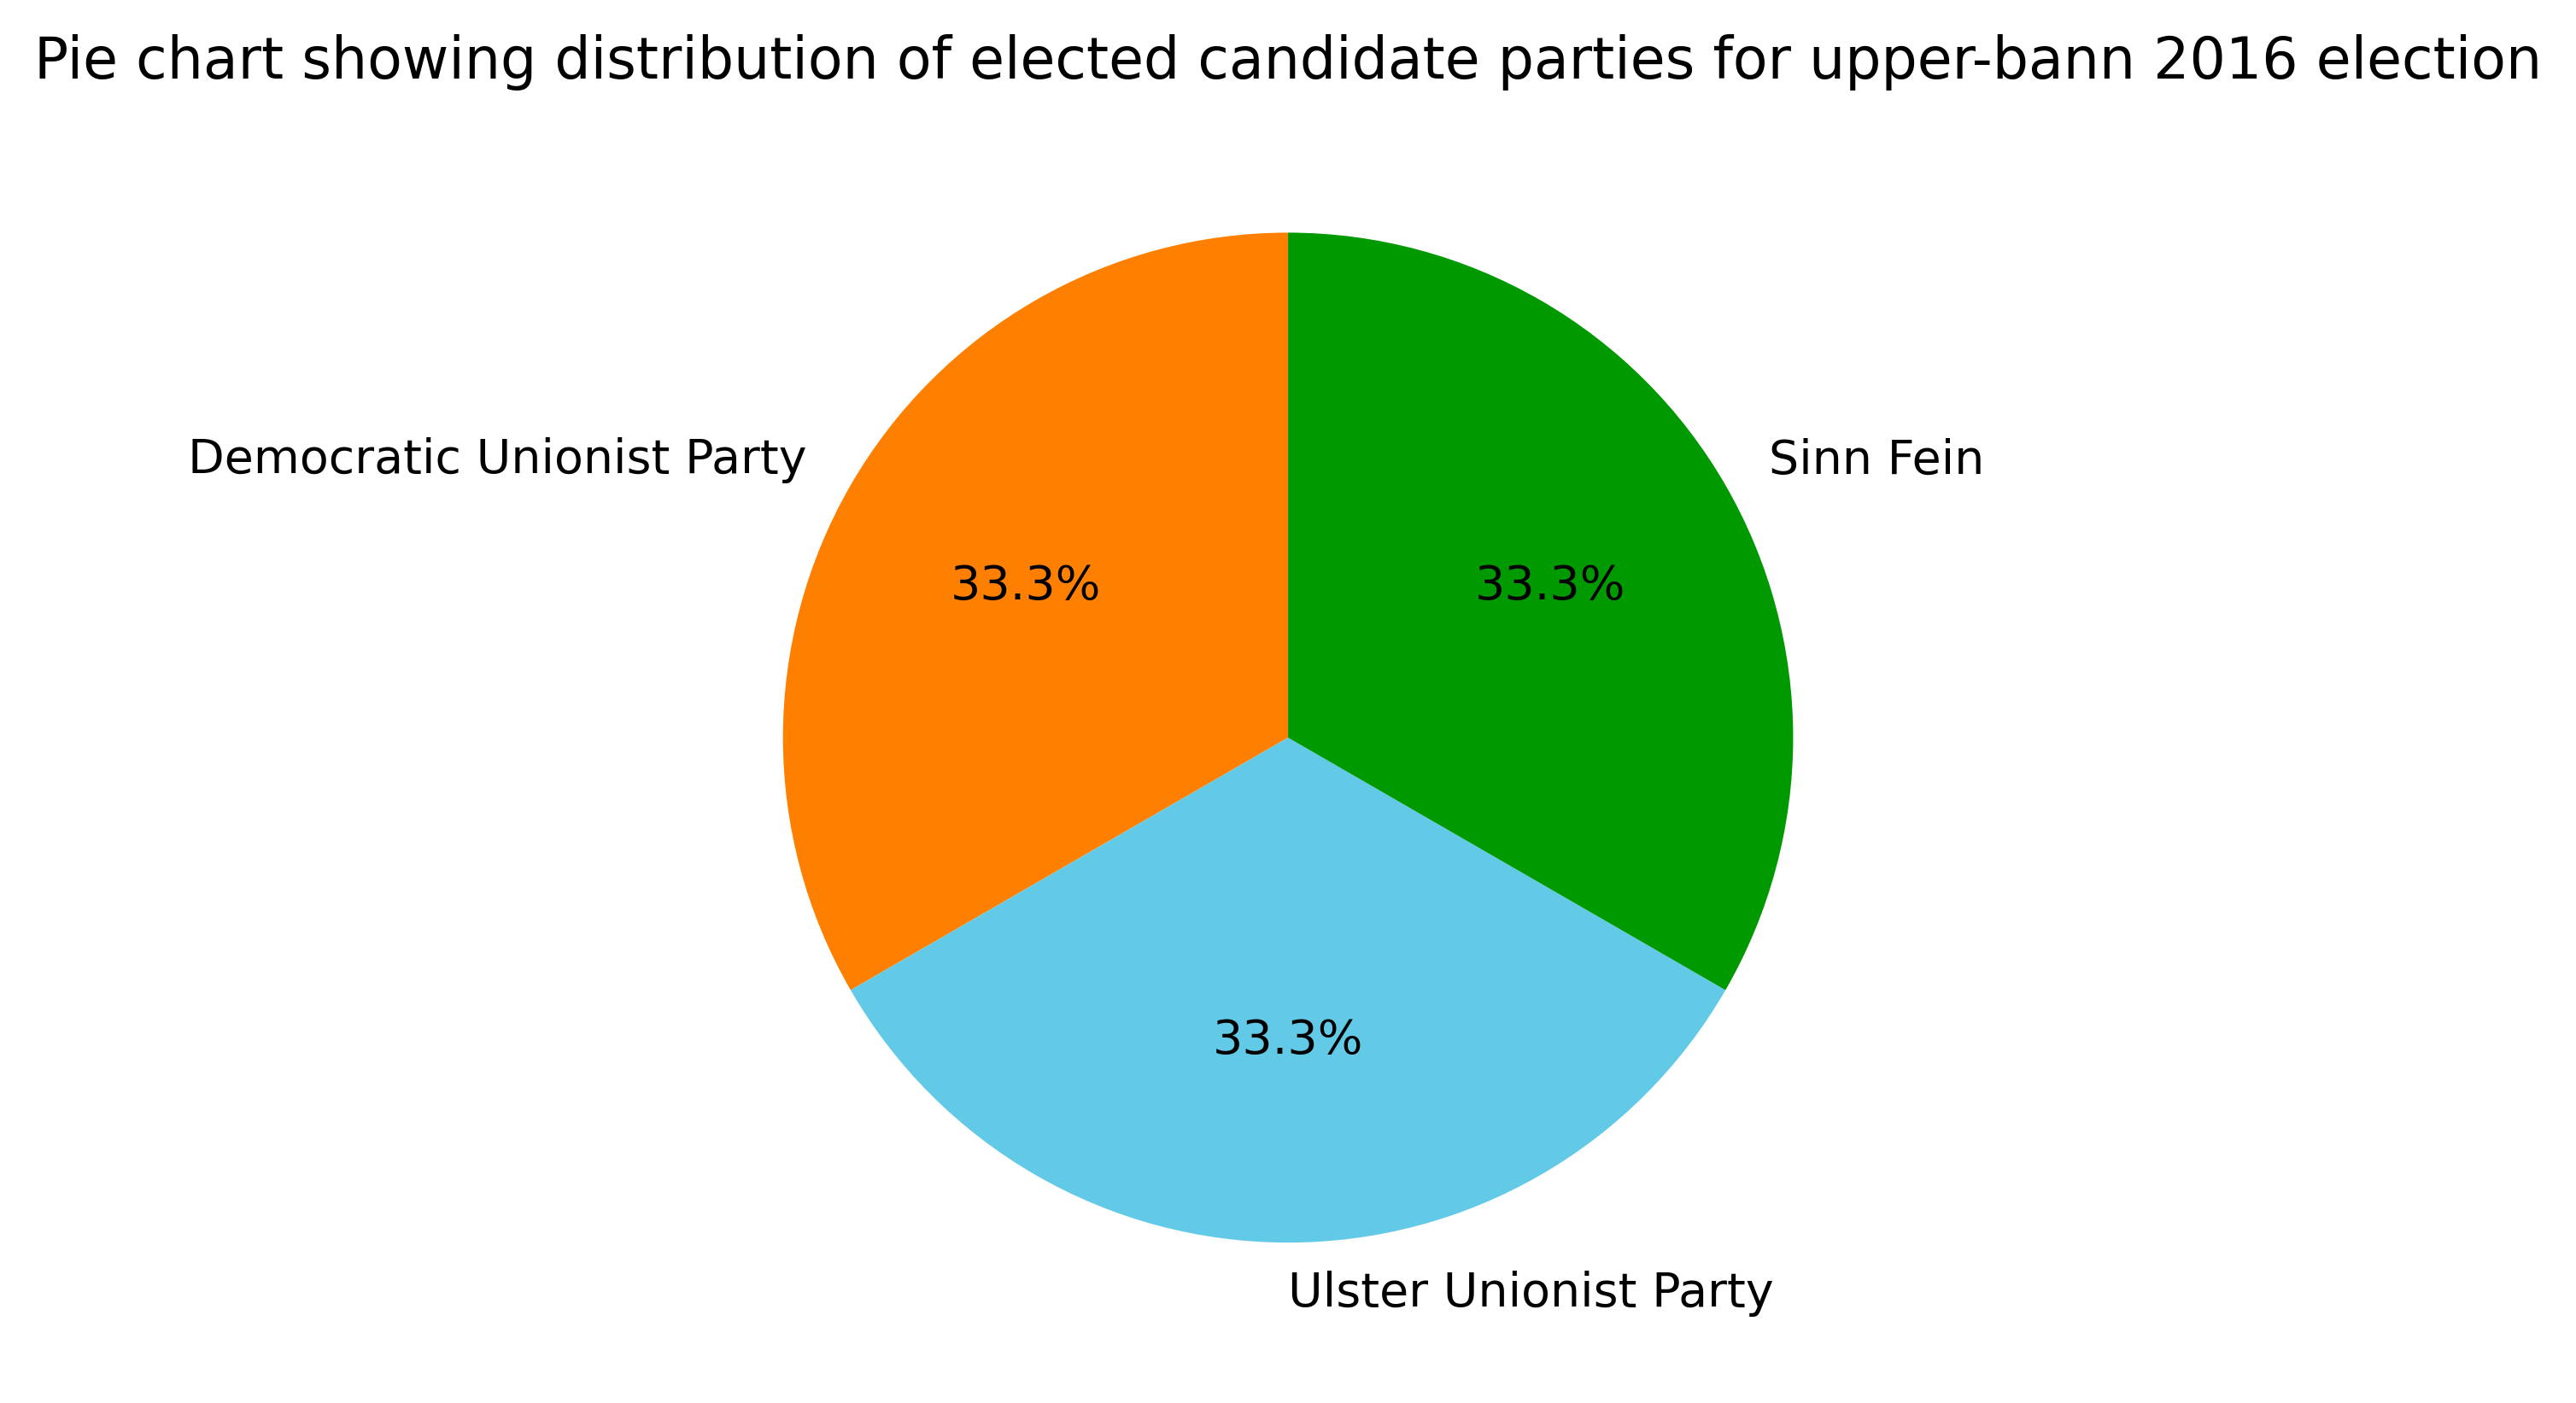 Pie chart showing distribution of elected candidate parties for upper-bann 2016 election
Democratic Unionist Party
Sinn Fein
33.3%
33.3%
33.3%
Ulster Unionist Party